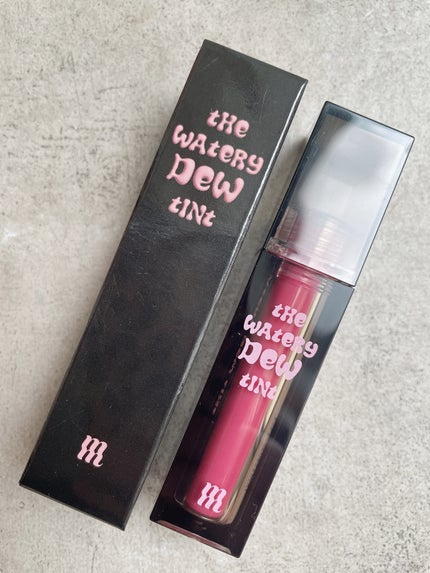 tHe
WAteRy
DeW
tINt
m
tHe
WAteRy
DeW
tINt
m